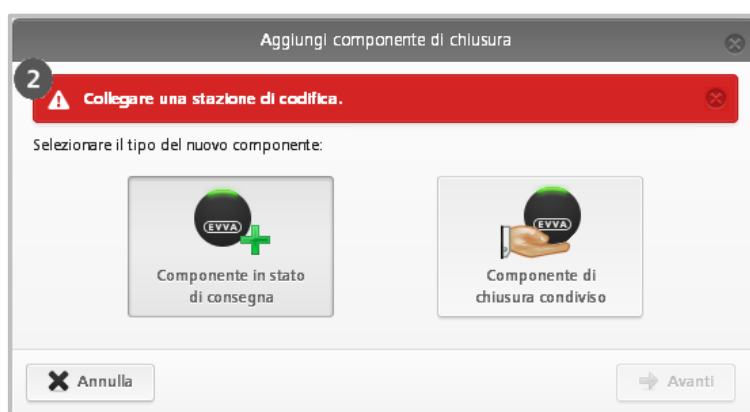 Aggiungi componente di chiusura
2
Collegare una stazione di codifica.
Selezionare il tipo del nuovo componente:
EVVA
EVVA
Componente in stato
di consegna
Componente di
chiusura condiviso
Annulla
Avanti